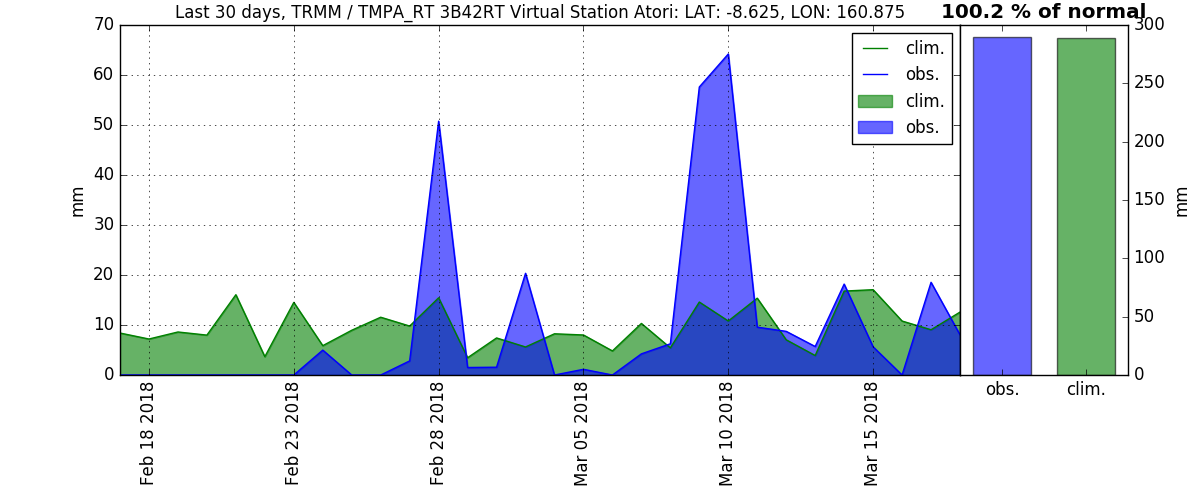 Last 30 days, TRMM / TMPA_RT 3B42RT Virtual Station Atori: LAT: -8.625, LON: 160.875
100.2 % of normal
70
60
50
40
30
20
10
0
mm
clim.
obs.
clim.
obs.
Feb 18 2018
Feb 23 2018
Feb 28 2018
Mar 05 2018
Mar 10 2018
Mar 15 2018
300
250
200
150
100
50
0
mm
obs.
clim.